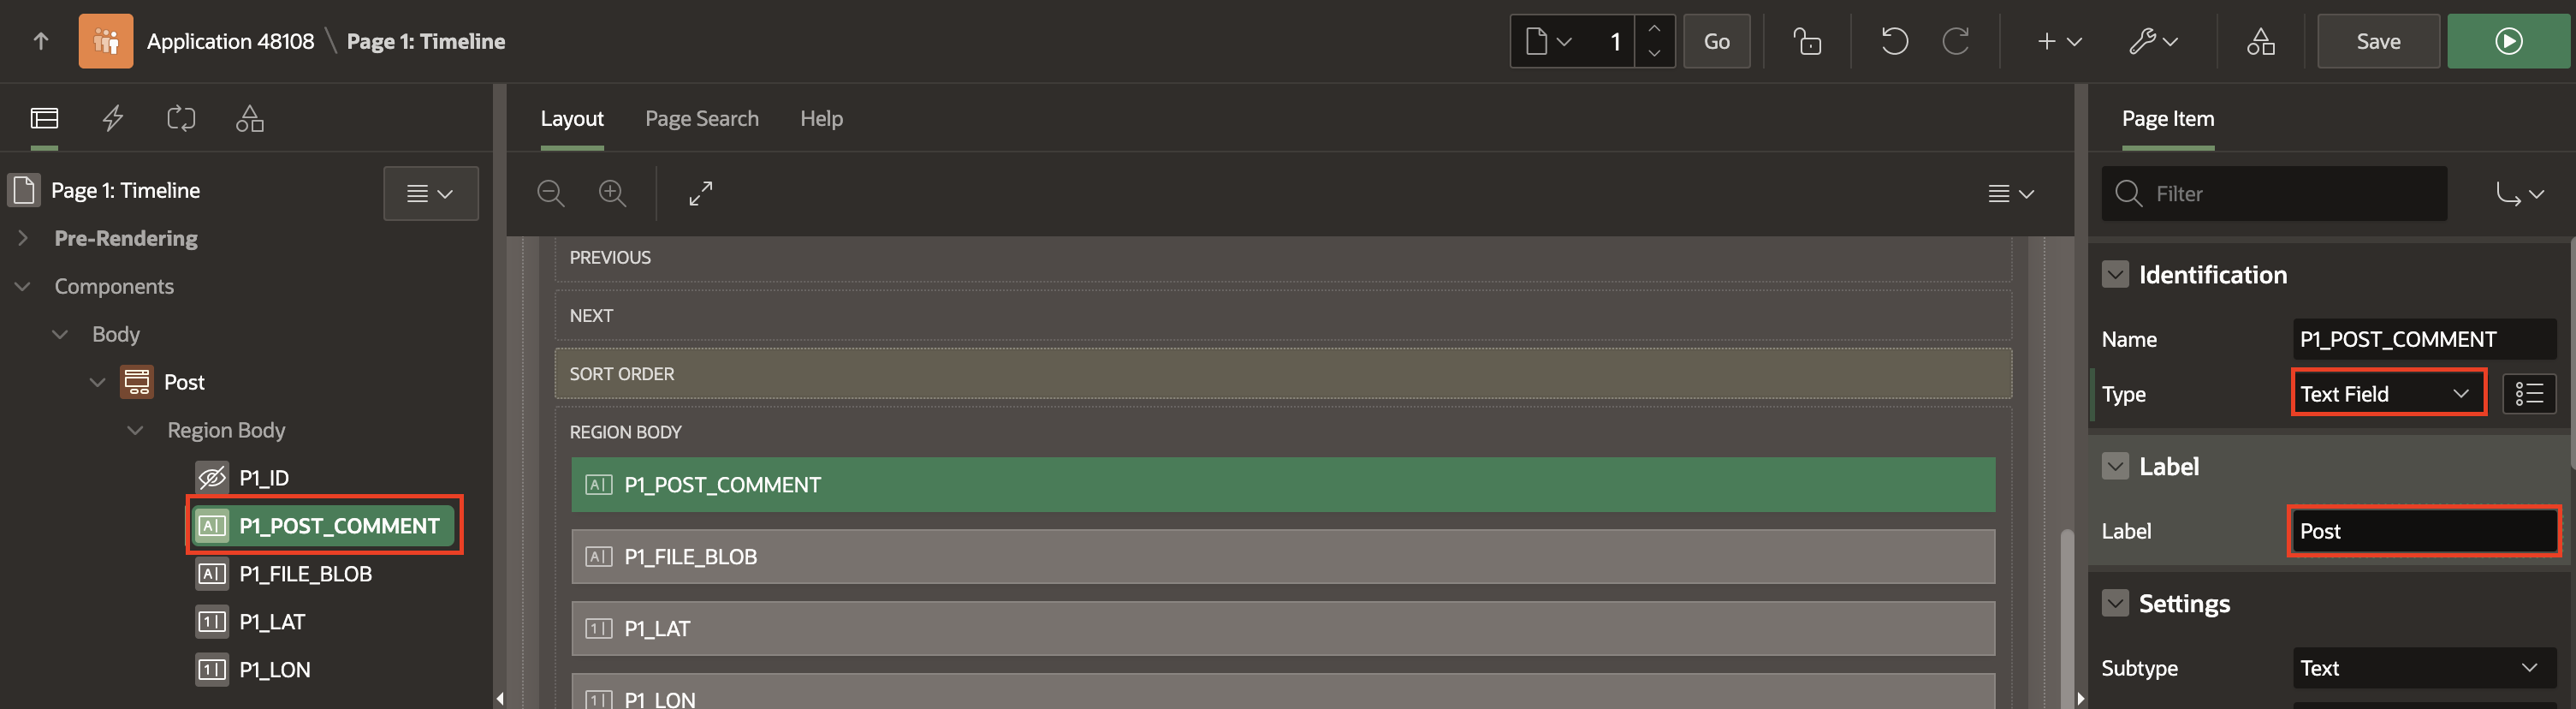 Application 48108 \ Page 1: Timeline
1
Go
Save
Page 1: Timeline
Pre-Rendering
Components
Body
Post
Region Body
P1_ID
P1_POST_COMMENT
P1_FILE_BLOB
P1_LAT
P1_LON
Layout
Page Search
Help
PREVIOUS
NEXT
SORT ORDER
REGION BODY
P1_POST_COMMENT
P1_FILE_BLOB
P1_LAT
P1_LON
Page Item
Filter
Identification
Name
P1_POST_COMMENT
Type
Text Field
Label
Label
Post
Settings
Subtype
Text